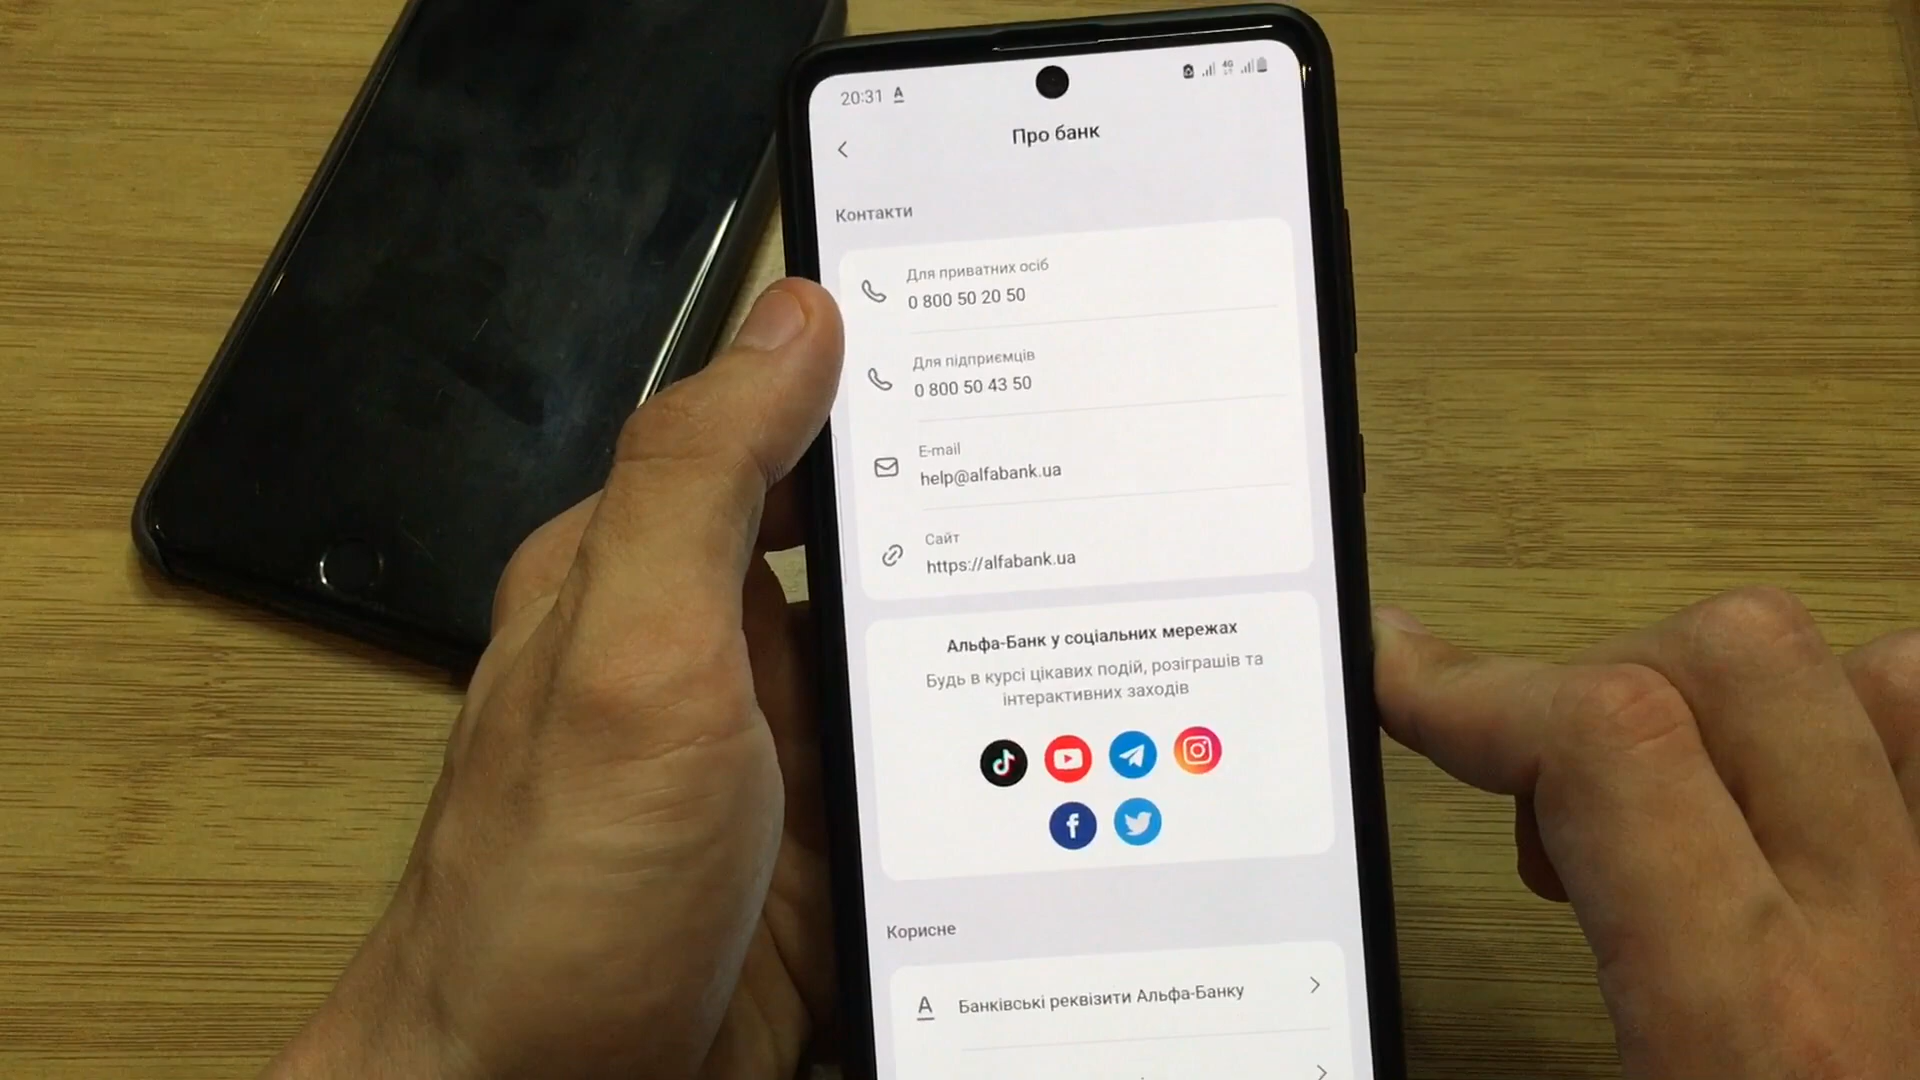 20:31 A
4G
Про банк
Контакти
Для приватних осіб
0 800 50 20 50
Для підприємців
0 800 50 43 50
E-mail
help@alfabank.ua
Сайт
https://alfabank.ua
Альфа-Банк у соціальних мережах
Будь в курсі цікавих подій, розіграшів та
інтерактивних заходів
Корисне
A Банківські реквізити Альфа-Банку